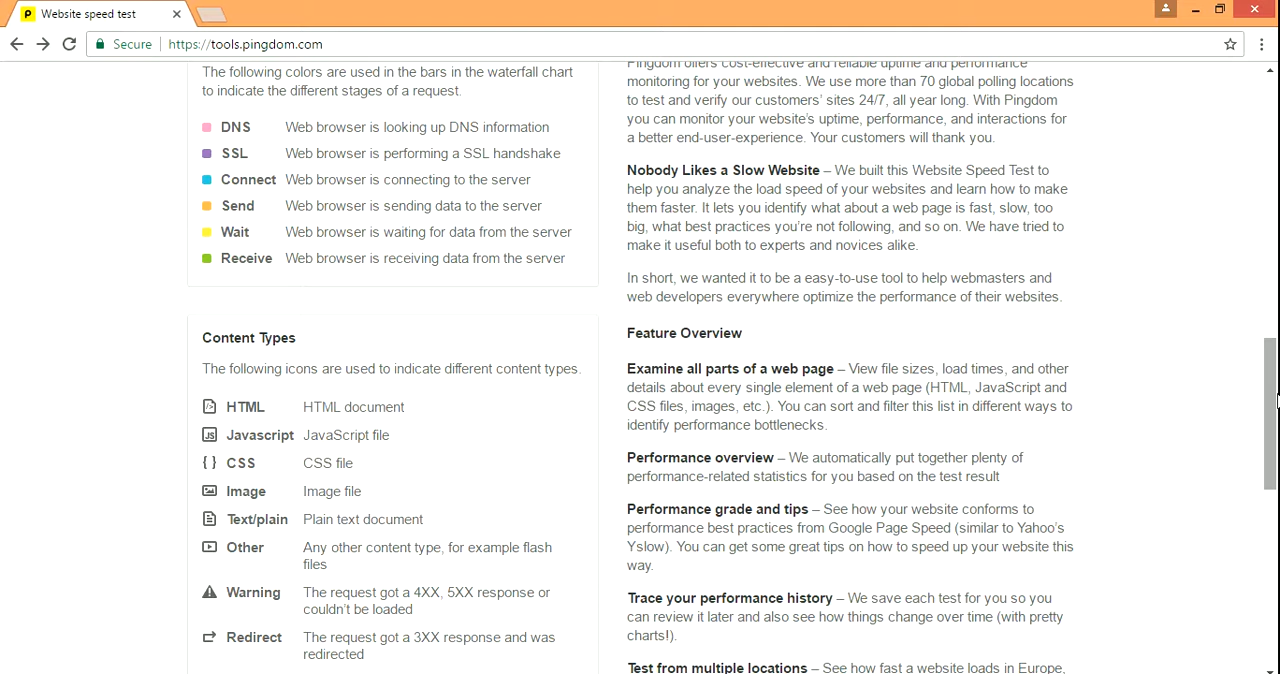 Website speed test
Secure
https://tools.pingdom.com
The following colors are used in the bars in the waterfall chart
to indicate the different stages of a request.
DNS Web browser is looking up DNS information
SSL Web browser is performing a SSL handshake
Connect Web browser is connecting to the server
Send Web browser is sending data to the server
Wait Web browser is waiting for data from the server
Receive Web browser is receiving data from the server
Content Types
The following icons are used to indicate different content types.
HTML HTML document
Javascript JavaScript file
CSS CSS file
Image Image file
Text/plain Plain text document
Other Any other content type, for example flash
files
Warning The request got a 4XX, 5XX response or
couldn't be loaded
Redirect The request got a 3XX response and was
redirected
Pingdom offers cost-effective and reliable uptime and performance
monitoring for your websites. We use more than 70 global polling locations
to test and verify our customers' sites 24/7, all year long. With Pingdom
you can monitor your website's uptime, performance, and interactions for
a better end-user-experience. Your customers will thank you.
Nobody Likes a Slow Website – We built this Website Speed Test to
help you analyze the load speed of your websites and learn how to make
them faster. It lets you identify what about a web page is fast, slow, too
big, what best practices you're not following, and so on. We have tried to
make it useful both to experts and novices alike.
In short, we wanted it to be a easy-to-use tool to help webmasters and
web developers everywhere optimize the performance of their websites.
Feature Overview
Examine all parts of a web page – View file sizes, load times, and other
details about every single element of a web page (HTML, JavaScript and
CSS files, images, etc.). You can sort and filter this list in different ways to
identify performance bottlenecks.
Performance overview – We automatically put together plenty of
performance-related statistics for you based on the test result
Performance grade and tips – See how your website conforms to
performance best practices from Google Page Speed (similar to Yahoo's
Yslow). You can get some great tips on how to speed up your website this
way.
Trace your performance history – We save each test for you so you
can review it later and also see how things change over time (with pretty
charts!).
Test from multiple locations – See how fast a website loads in Europe,